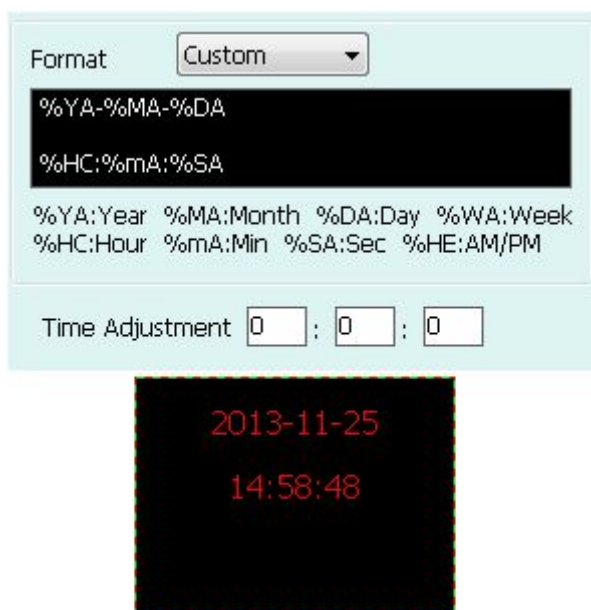 Format Custom
%YA-%MA-%DA
%HC:%mA:%SA
%YA:Year %MA:Month %DA:Day %WA:Week
%HC:Hour %mA:Min %SA:Sec %HE:AM/PM
Time Adjustment 0 : 0 : 0
2013-11-25
14:58:48